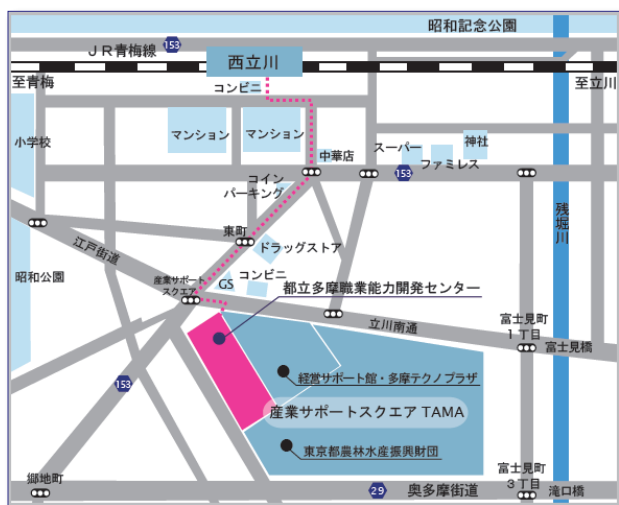 昭和記念公園
JR青梅線
153
西立川
至青梅
コンビニ
至立川
小学校
マンション
マンション
中華店
スーパー
神社
ファミレス
153
コイン
パーキング
残堀川
東町
ドラッグストア
江戸街道
昭和公園
産業サポート
スクエア
GS
コンビニ
都立多摩職業能力開発センター
立川南通
富士見町
1丁目
富士見橋
153
経営サポート館・多摩テクノプラザ
産業サポートスクエア TAMA
東京都農林水産振興財団
郷地町
29
奥多摩街道
富士見町
3丁目
滝口橋